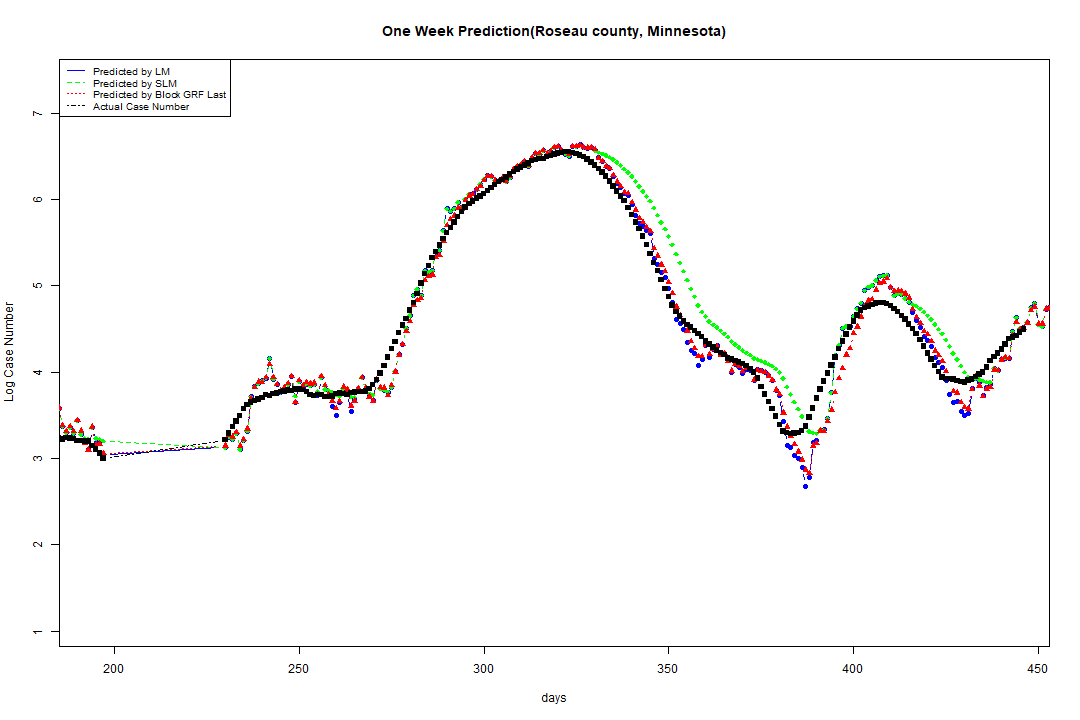 One Week Prediction(Roseau county, Minnesota)
Predicted by LM
Predicted by SLM
Predicted by Block GRF Last
Actual Case Number
Log Case Number
7
6
5
4
3
2
1
200 250 300 350 400 450
days